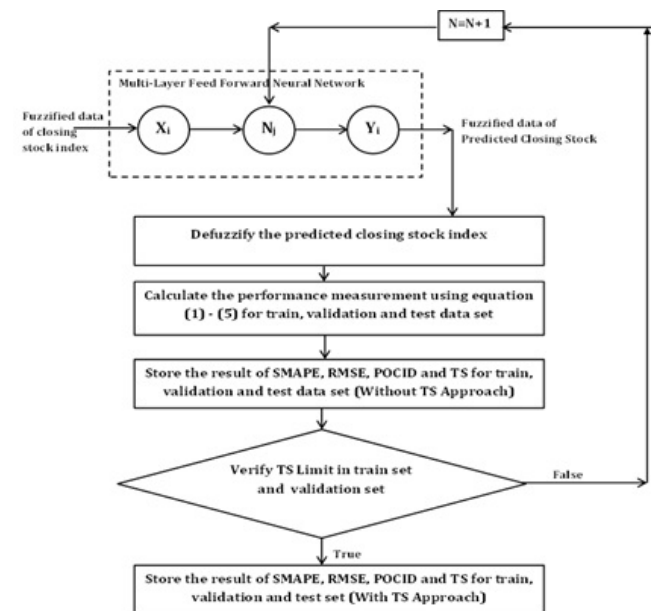 N=N+1
Multi-Layer Feed Forward Neural Network
Fuzzified data
of closing
stock index
Xi
Nj
Yi
Fuzzified data of
Predicted Closing Stock
Defuzzify the predicted closing stock index
Calculate the performance measurement using equation
(1) - (5) for train, validation and test data set
Store the result of SMAPE, RMSE, POCID and TS for train,
validation and test data set (Without TS Approach)
Verify TS Limit in train set
and validation set
False
True
Store the result of SMAPE, RMSE, POCID and TS for train,
validation and test set (With TS Approach)